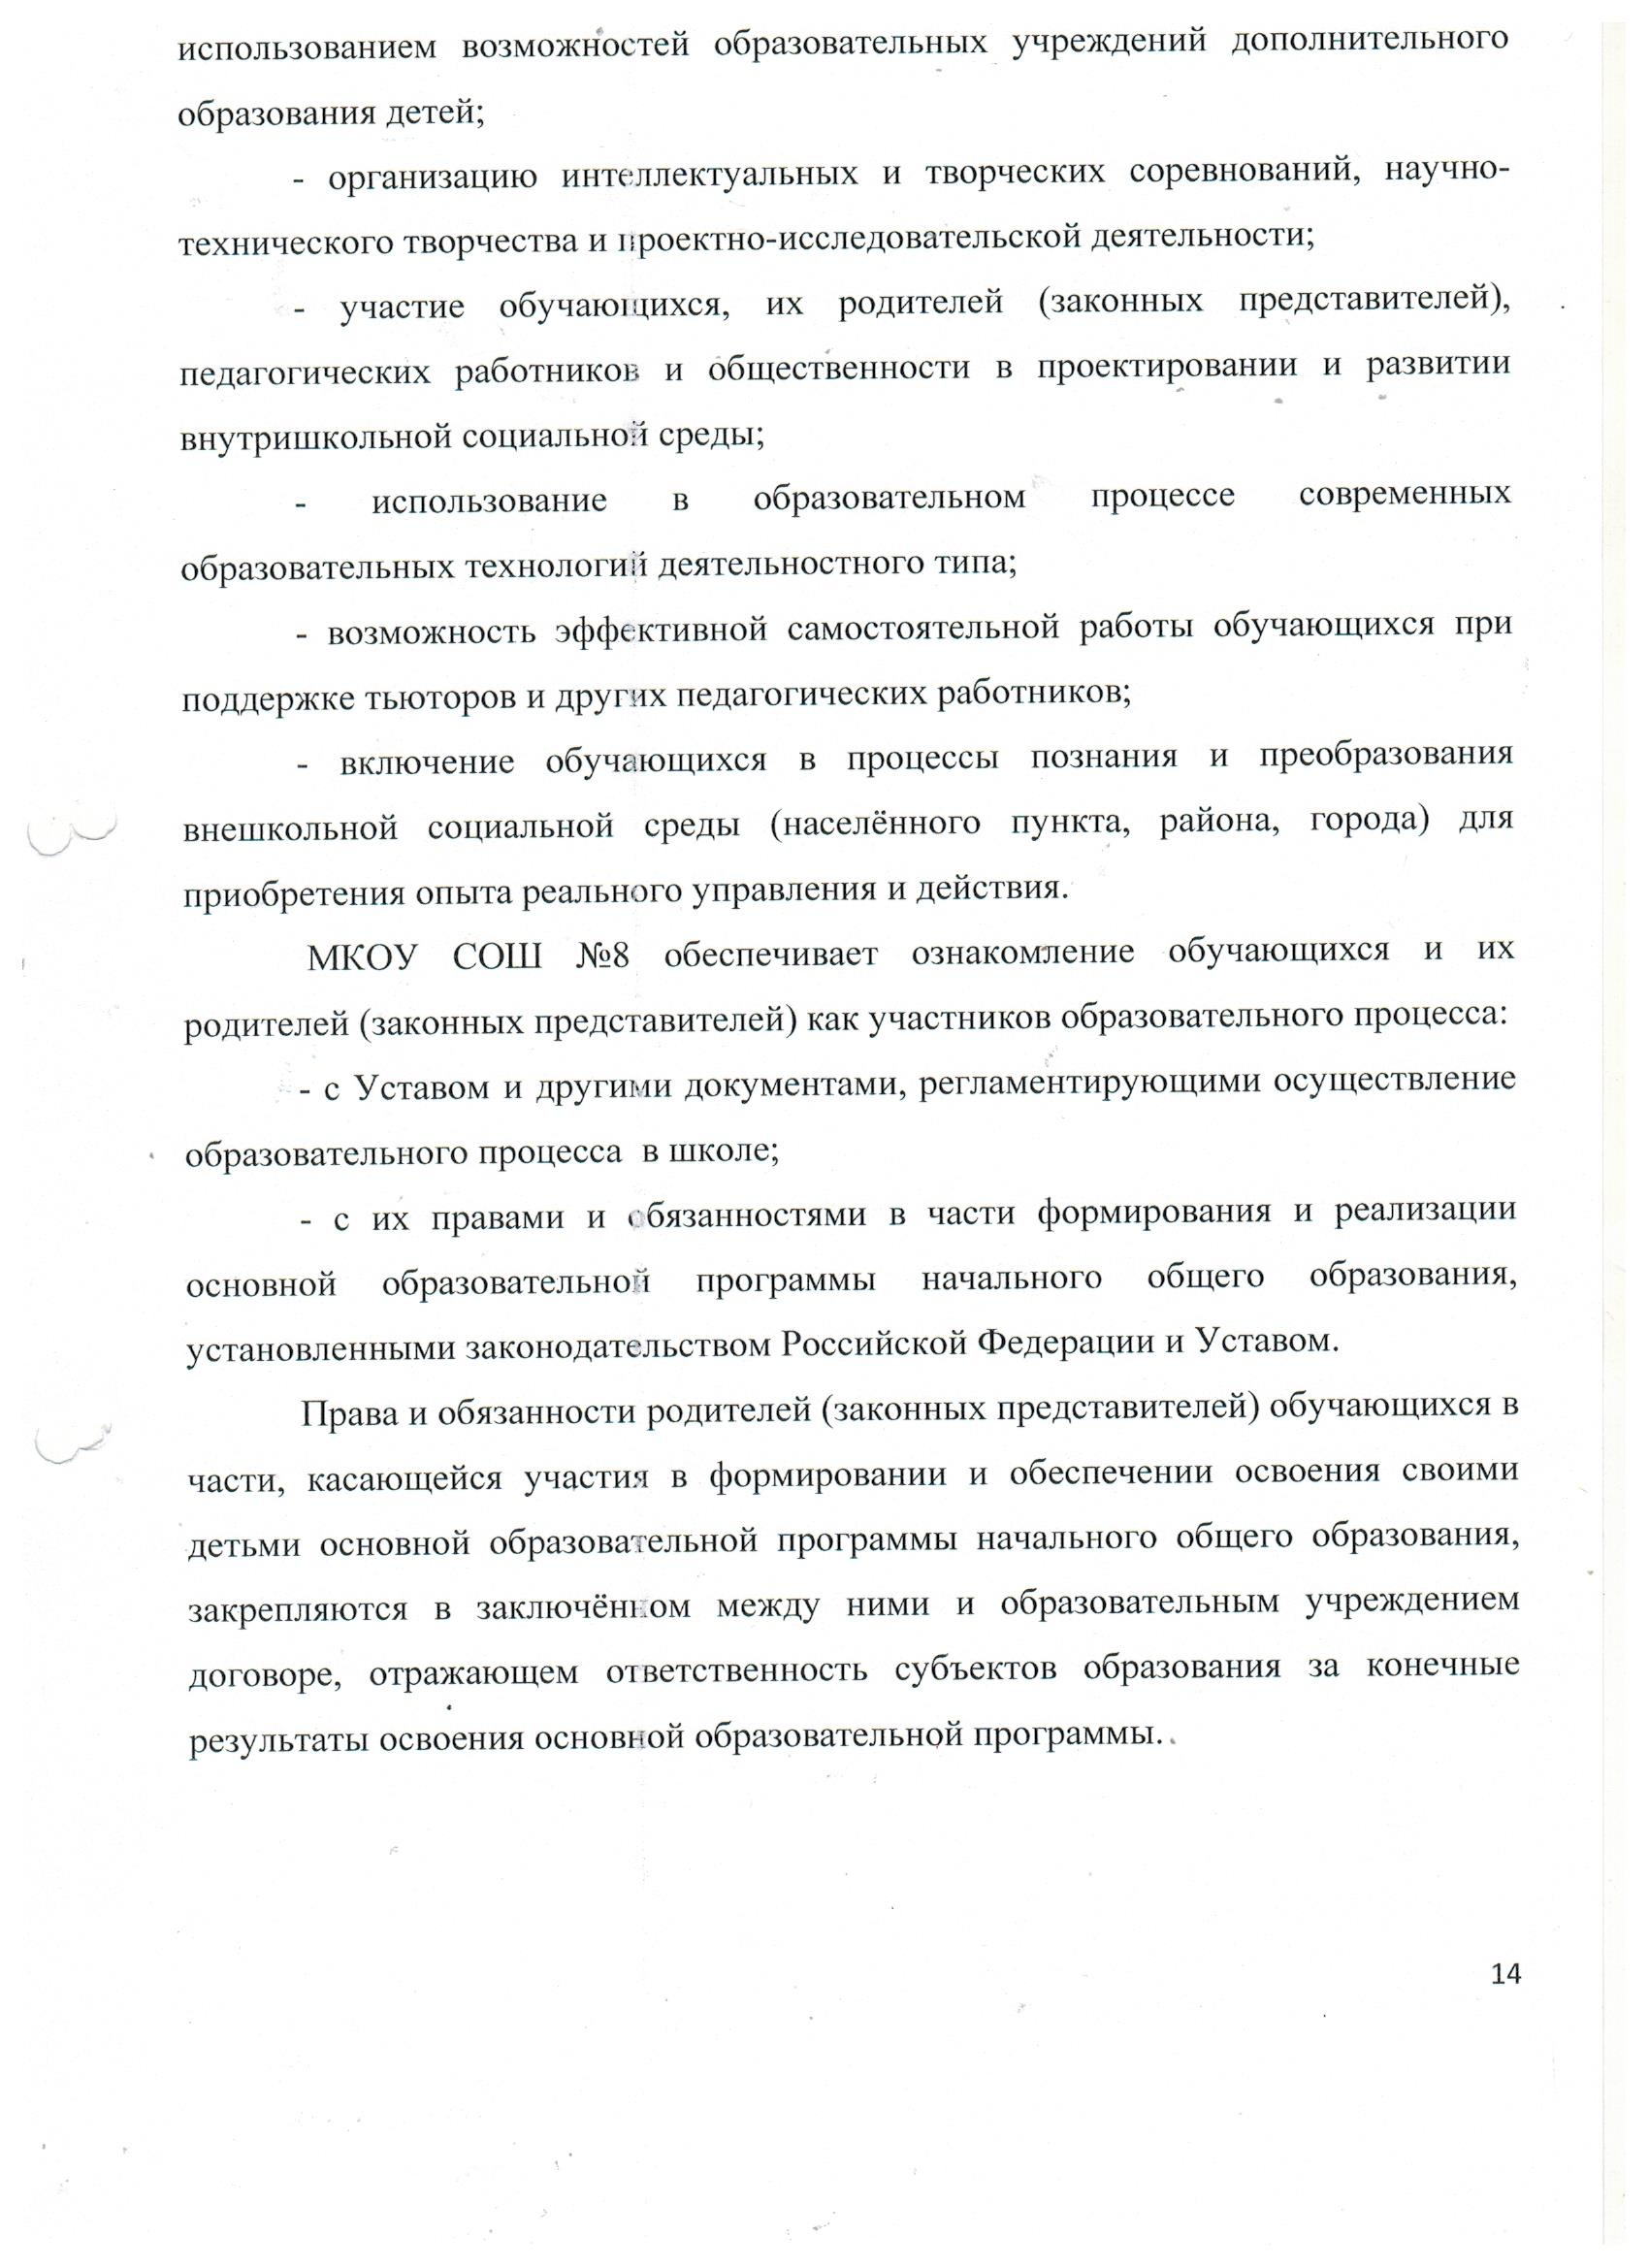 использованием возможностей образовательных учреждений дополнительного
образования детей;
- организацию интеллектуальных и творческих соревнований, научно-
технического творчества и проектно-исследовательской деятельности;
- участие обучающихся, их родителей (законных представителей),
педагогических работников и общественности в проектировании и развитии
внутришкольной социальной среды;
- использование в образовательном процессе современных
образовательных технологий деятельностного типа;
- возможность эффективной самостоятельной работы обучающихся при
поддержке тьюторов и других педагогических работников;
- включение обучающихся в процессы познания и преобразования
внешкольной социальной среды (населённого пункта, района, города) для
приобретения опыта реального управления и действия.
МКОУ СОШ №8 обеспечивает ознакомление обучающихся и их
родителей (законных представителей) как участников образовательного процесса:
- с Уставом и другими документами, регламентирующими осуществление
образовательного процесса в школе;
- с их правами и обязанностями в части формирования и реализации
основной образовательной программы начального общего образования,
установленными законодательством Российской Федерации и Уставом.
Права и обязанности родителей (законных представителей) обучающихся в
части, касающейся участия в формировании и обеспечении освоения своими
детьми основной образовательной программы начального общего образования,
закрепляются в заключённом между ними и образовательным учреждением
договоре, отражающем ответственность субъектов образования за конечные
результаты освоения основной образовательной программы.
14